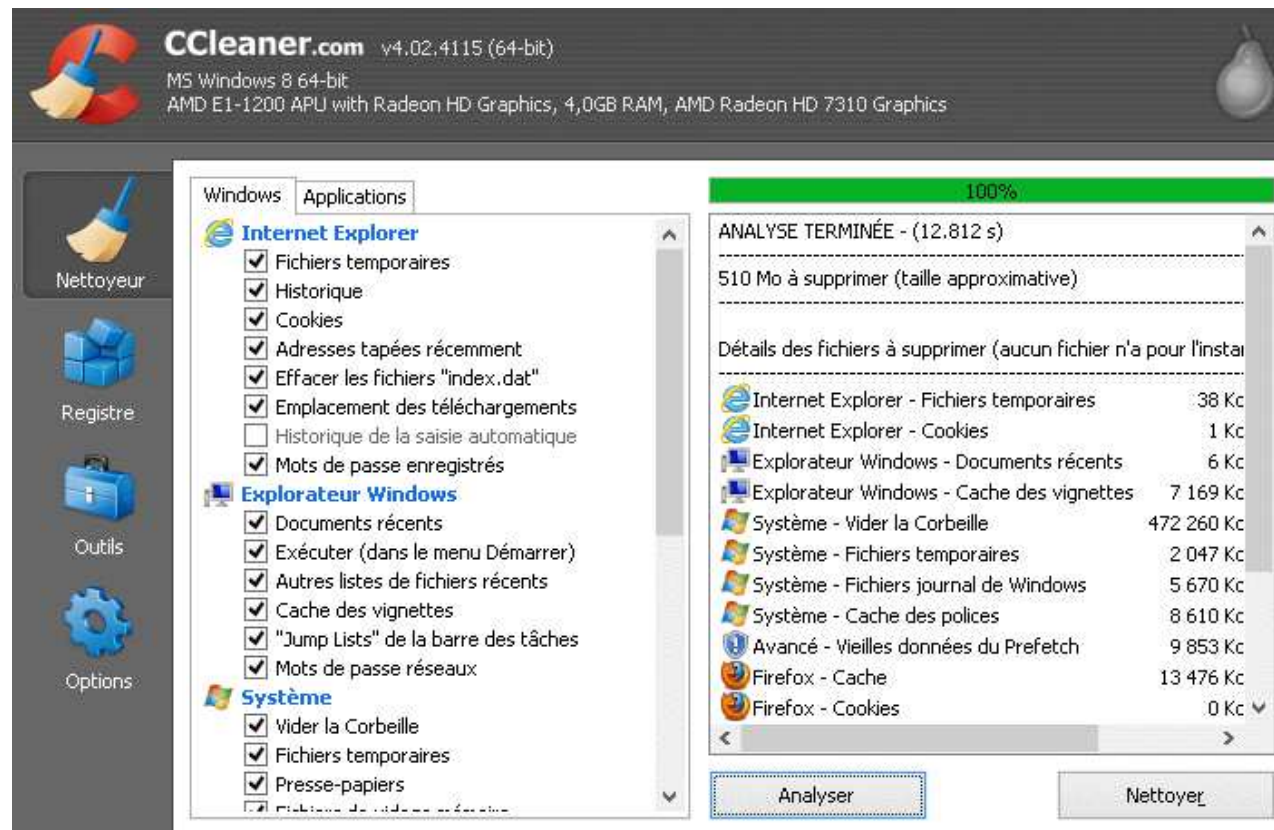 CCleaner.com v4.02.4115 (64-bit)
MS Windows 8 64-bit
AMD E1-1200 APU with Radeon HD Graphics, 4,0GB RAM, AMD Radeon HD 7310 Graphics
Nettoyeur
Registre
Outils
Options
Windows
Applications
Internet Explorer
Fichiers temporaires
Historique
Cookies
Adresses tapées récemment
Effacer les fichiers "index.dat"
Emplacement des téléchargements
Historique de la saisie automatique
Mots de passe enregistrés
Explorateur Windows
Documents récents
Exécuter (dans le menu Démarrer)
Autres listes de fichiers récents
Cache des vignettes
"Jump Lists" de la barre des tâches
Mots de passe réseaux
Système
Vider la Corbeille
Fichiers temporaires
Presse-papiers
100%
ANALYSE TERMINÉE - (12.812 s)
510 Mo à supprimer (taille approximative)
Détails des fichiers à supprimer (aucun fichier n'a pour l'instan
Internet Explorer - Fichiers temporaires 38 Ko
Internet Explorer - Cookies 1 Ko
Explorateur Windows - Documents récents 6 Ko
Explorateur Windows - Cache des vignettes 7 169 Ko
Système - Vider la Corbeille 472 260 Ko
Système - Fichiers temporaires 2 047 Ko
Système - Fichiers journal de Windows 5 670 Ko
Système - Cache des polices 8 610 Ko
Avancé - Vieilles données du Prefetch 9 853 Ko
Firefox - Cache 13 476 Ko
Firefox - Cookies 0 Ko
Analyser
Nettoyer